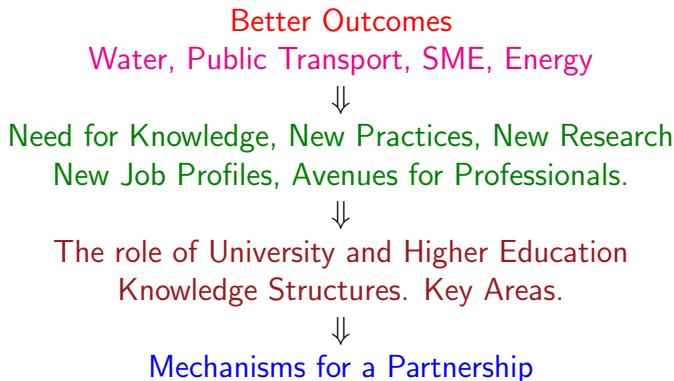 Better Outcomes
Water, Public Transport, SME, Energy
⇓
Need for Knowledge, New Practices, New Research
New Job Profiles, Avenues for Professionals.
⇓
The role of University and Higher Education
Knowledge Structures. Key Areas.
⇓
Mechanisms for a Partnership